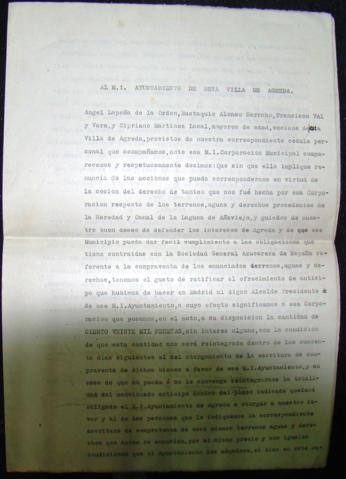 AL M.I. AYUNTAMIENTO DE ESTA VILLA DE AGREDA.
Angel Lapeña de la Orden, Eustaquio Alonso Serrano, Francisco Val
y Vera, y Cipriano Martinez Lacal, mayores de edad, vecinos de
Villa de Agreda, provistos de nuestra correspondiente cedula per-
sonal que acompañamos, ante esa M.I. Corporacion Municipal compa-
recemos y respetuosamente decimos: Que sin que ello implique re-
nuncia de las acciones que puedan correspondernos en virtud de
la cesion del derecho de tanteo que nos fué hecha por esa Corpo-
racion respecto de los terrenos, aguas y derechos procedentes de
la Heredad y Canal de la Laguna de Añavieja, y guiados de nues-
tro buen deseo de defender los intereses de Agreda y de que ese
Municipio pueda dar facil cumplimiento a las obligaciones que
tiene contraidas con la Sociedad General Azucarera de España re-
ferente a la compraventa de los enunciados terrenos, aguas y de-
rechos, tenemos el gusto de ratificar el ofrecimiento de antici-
po que hubimos de hacer en Madrid al digno Alcalde Presidente
de ese M.I. Ayuntamiento, a cuyo efecto significamos a esa Corpo-
racion que ponemos, en el acto, a su disposicion la cantidad de
CIENTO VEINTE MIL PESETAS, sin interes alguno, con la condicion
de que esta cantidad nos será reintegrada dentro de los cuaren-
ta dias siguientes al del otorgamiento de la escritura de com-
praventa de dichos bienes a favor de ese M.I. Ayuntamiento, y en
caso de que no pueda ó no le convenga reintegrarnos la totali-
dad del mencionado anticipo dentro del plazo indicado quedará
obligado el M.I. Ayuntamiento de Agreda a otorgar a nuestro fa-
vor y al de las personas que le indiquemos la correspondiente
escritura de compraventa de esos mismos terrenos aguas y dere-
chos que antes se enuncian, por el mismo precio y con iguales
condiciones que el Ayuntamiento los adquiera, si bien en este